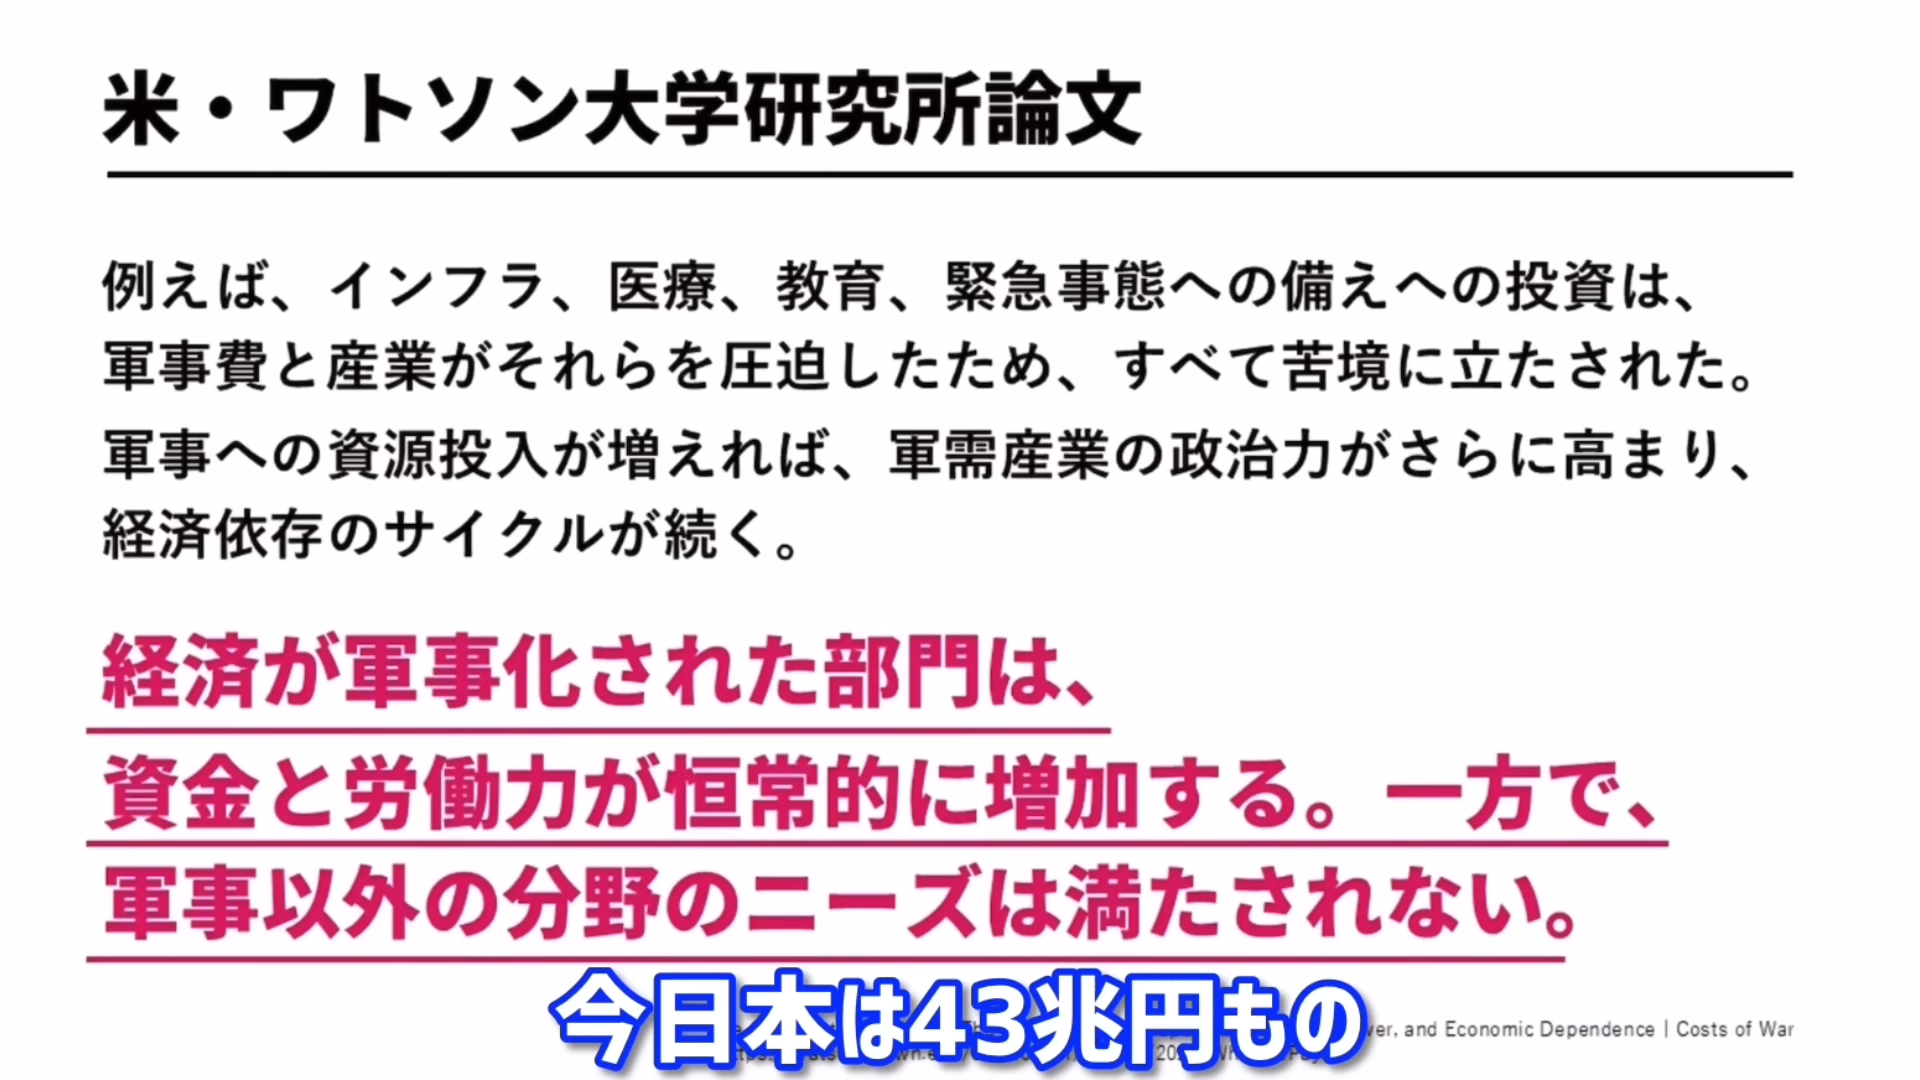 米・ワトソン大学研究所論文
例えば、インフラ、医療、教育、緊急事態への備えへの投資は、
軍事費と産業がそれらを圧迫したため、すべて苦境に立たされた。
軍事への資源投入が増えれば、軍需産業の政治力がさらに高まり、
経済依存のサイクルが続く。
経済が軍事化された部門は、
資金と労働力が恒常的に増加する。一方で、
軍事以外の分野のニーズは満たされない。
今日本は43兆円もの
and Economic Dependence | Costs of War